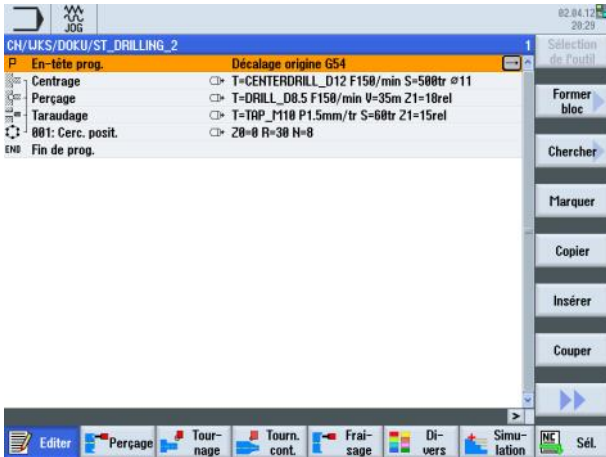 JOG
02.04.12
20:29
CN/WKS/DOKU/ST_DRILLING_2 1
Sélection
de l'outil
P En-tête prog. Décalage origine G54
Centrage T=CENTERDRILL_D12 F150/min S=500tr ø11
Perçage T=DRILL_D8.5 F150/min V=35m Z1=18rel
Taraudage T=TAP_M10 P1.5mm/tr S=60tr Z1=15rel
001: Cerc. posit. Z0=0 R=30 N=8
END Fin de prog.
Former
bloc
Chercher
Marquer
Copier
Insérer
Couper
Editer
Perçage
Tour-
nage
Tourn.
cont.
Frai-
sage
Di-
vers
Simu-
lation
NC
Sél.